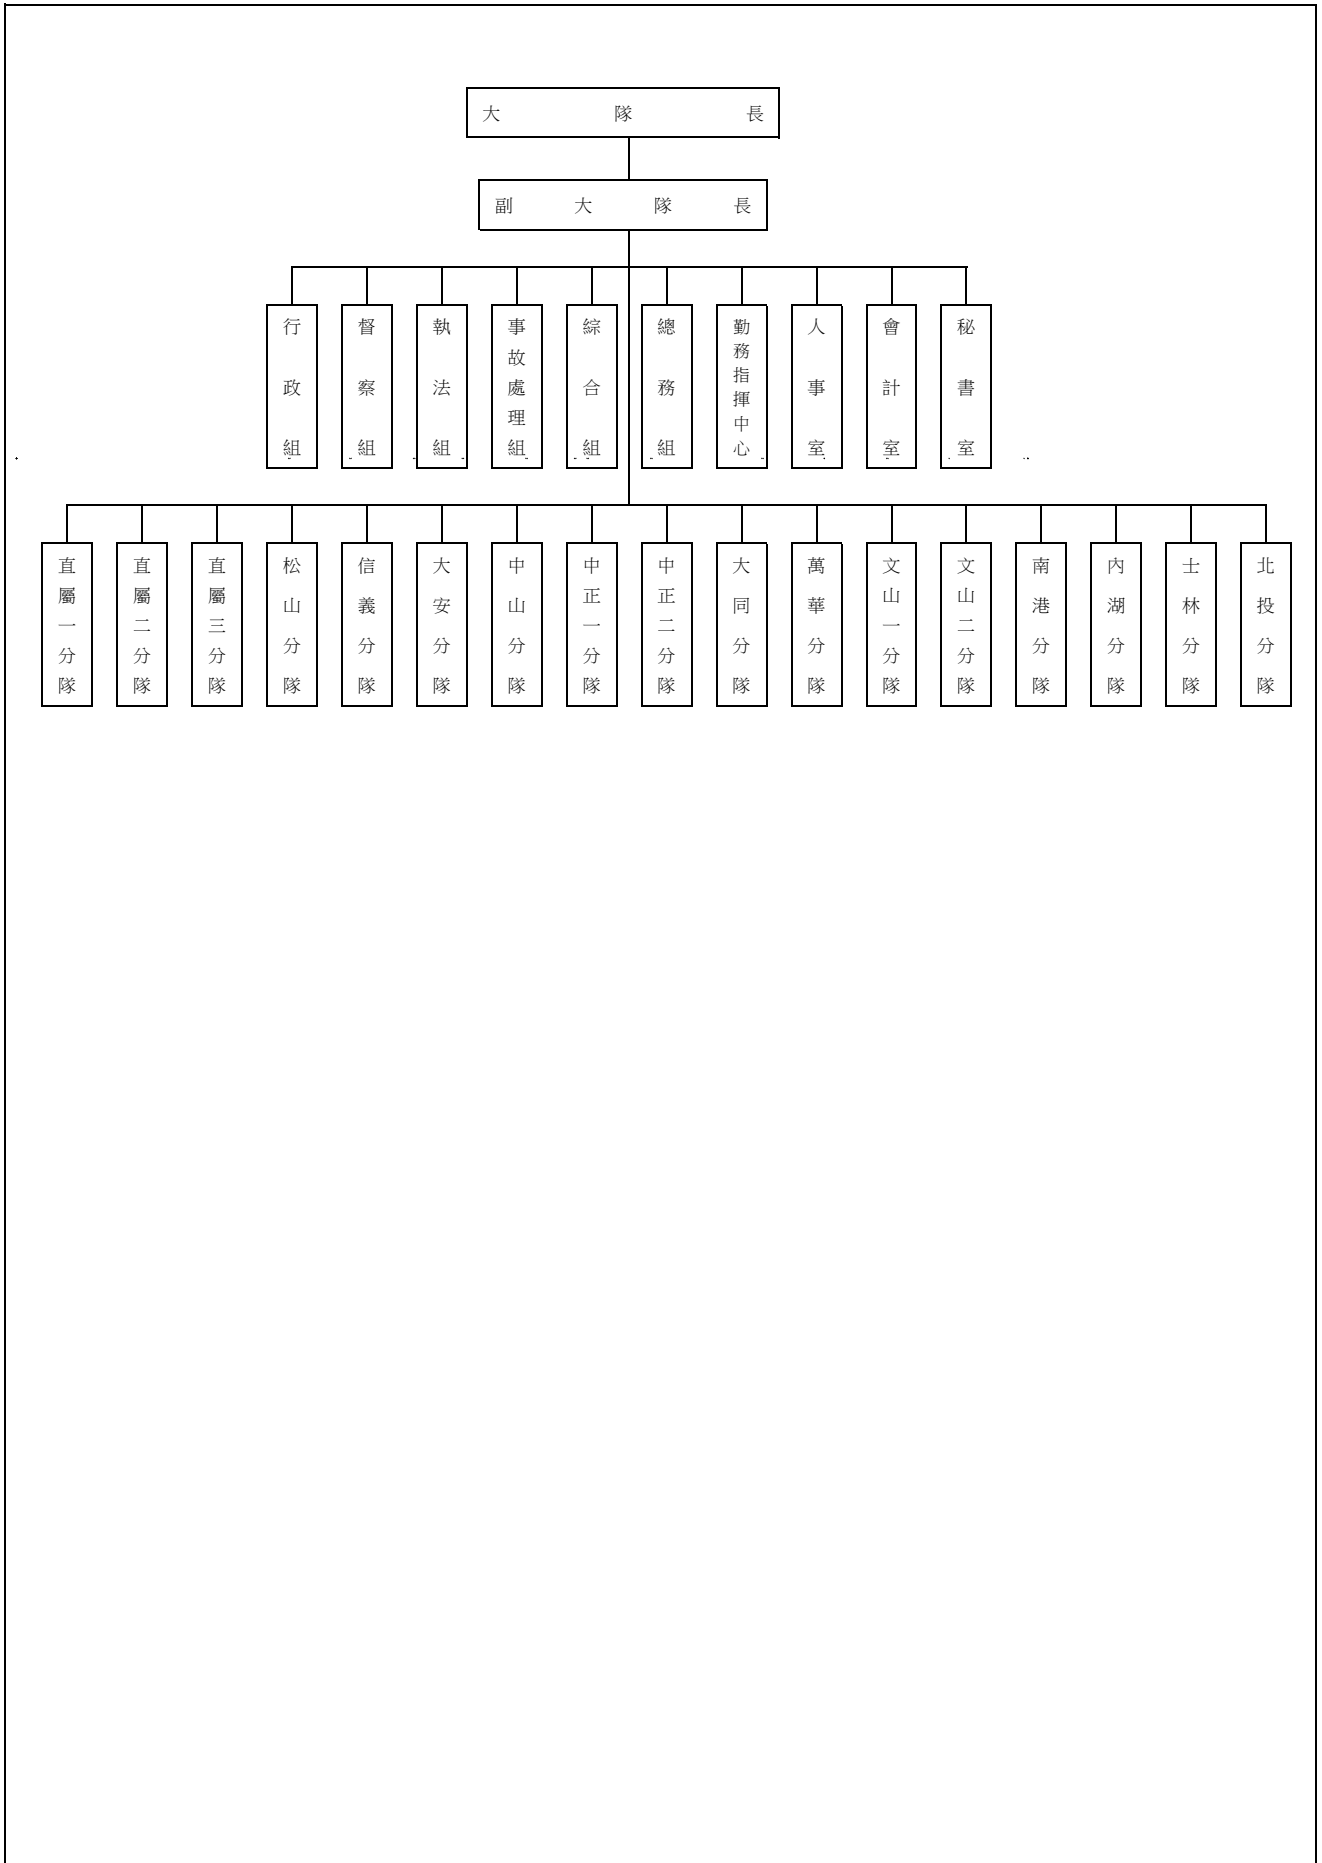 大隊長
副大隊長
行政組
督察組
執法組
事故處理組
綜合組
總務組
勤務指揮中心
人事室
會計室
秘書室
直屬一分隊
直屬二分隊
直屬三分隊
松山分隊
信義分隊
大安分隊
中山分隊
中正一分隊
中正二分隊
大同分隊
萬華分隊
文山一分隊
文山二分隊
南港分隊
內湖分隊
士林分隊
北投分隊